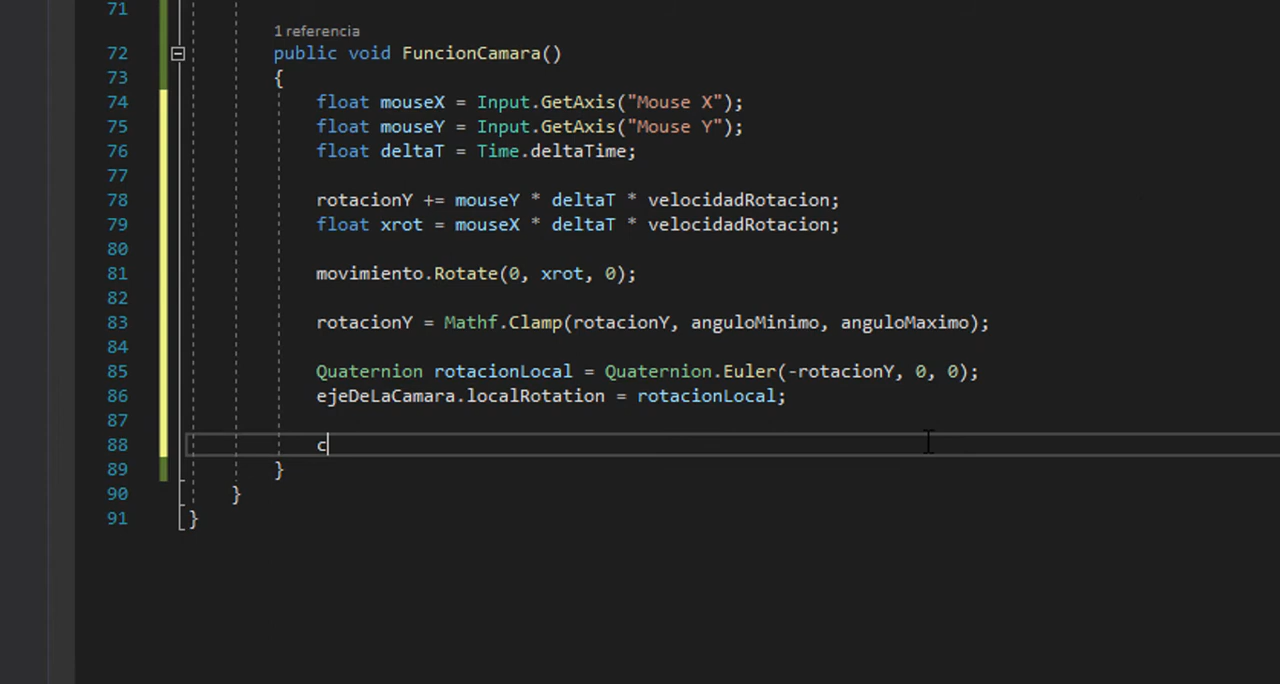 71
1 referencia
72 public void FuncionCamara()
73 {
74 float mouseX = Input.GetAxis("Mouse X");
75 float mouseY = Input.GetAxis("Mouse Y");
76 float deltaT = Time.deltaTime;
77
78 rotacionY += mouseY * deltaT * velocidadRotacion;
79 float xrot = mouseX * deltaT * velocidadRotacion;
80
81 movimiento.Rotate(0, xrot, 0);
82
83 rotacionY = Mathf.Clamp(rotacionY, anguloMinimo, anguloMaximo);
84
85 Quaternion rotacionLocal = Quaternion.Euler(-rotacionY, 0, 0);
86 ejeDeLaCamara.localRotation = rotacionLocal;
87
88 c
89 }
90 }
91 }